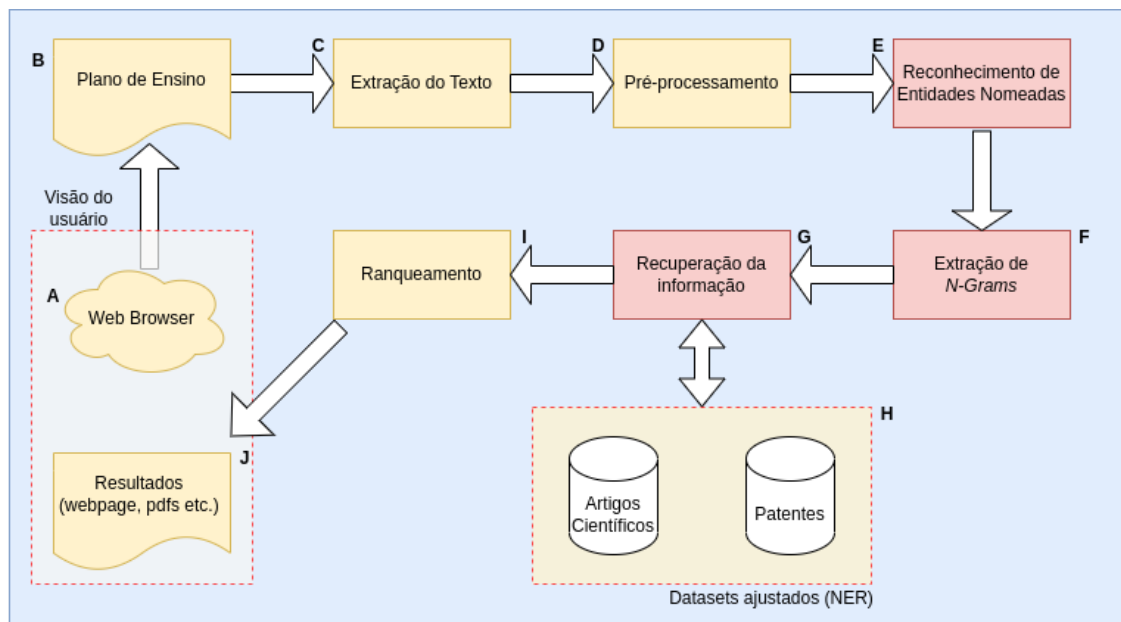 B
Plano de Ensino
C
Extração do Texto
D
Pré-processamento
E
Reconhecimento de
Entidades Nomeadas
Visão do
usuário
A
Web Browser
I
Ranqueamento
G
Recuperação da
informação
F
Extração de
N-Grams
J
Resultados
(webpage, pdfs etc.)
H
Artigos
Científicos
Patentes
Datasets ajustados (NER)